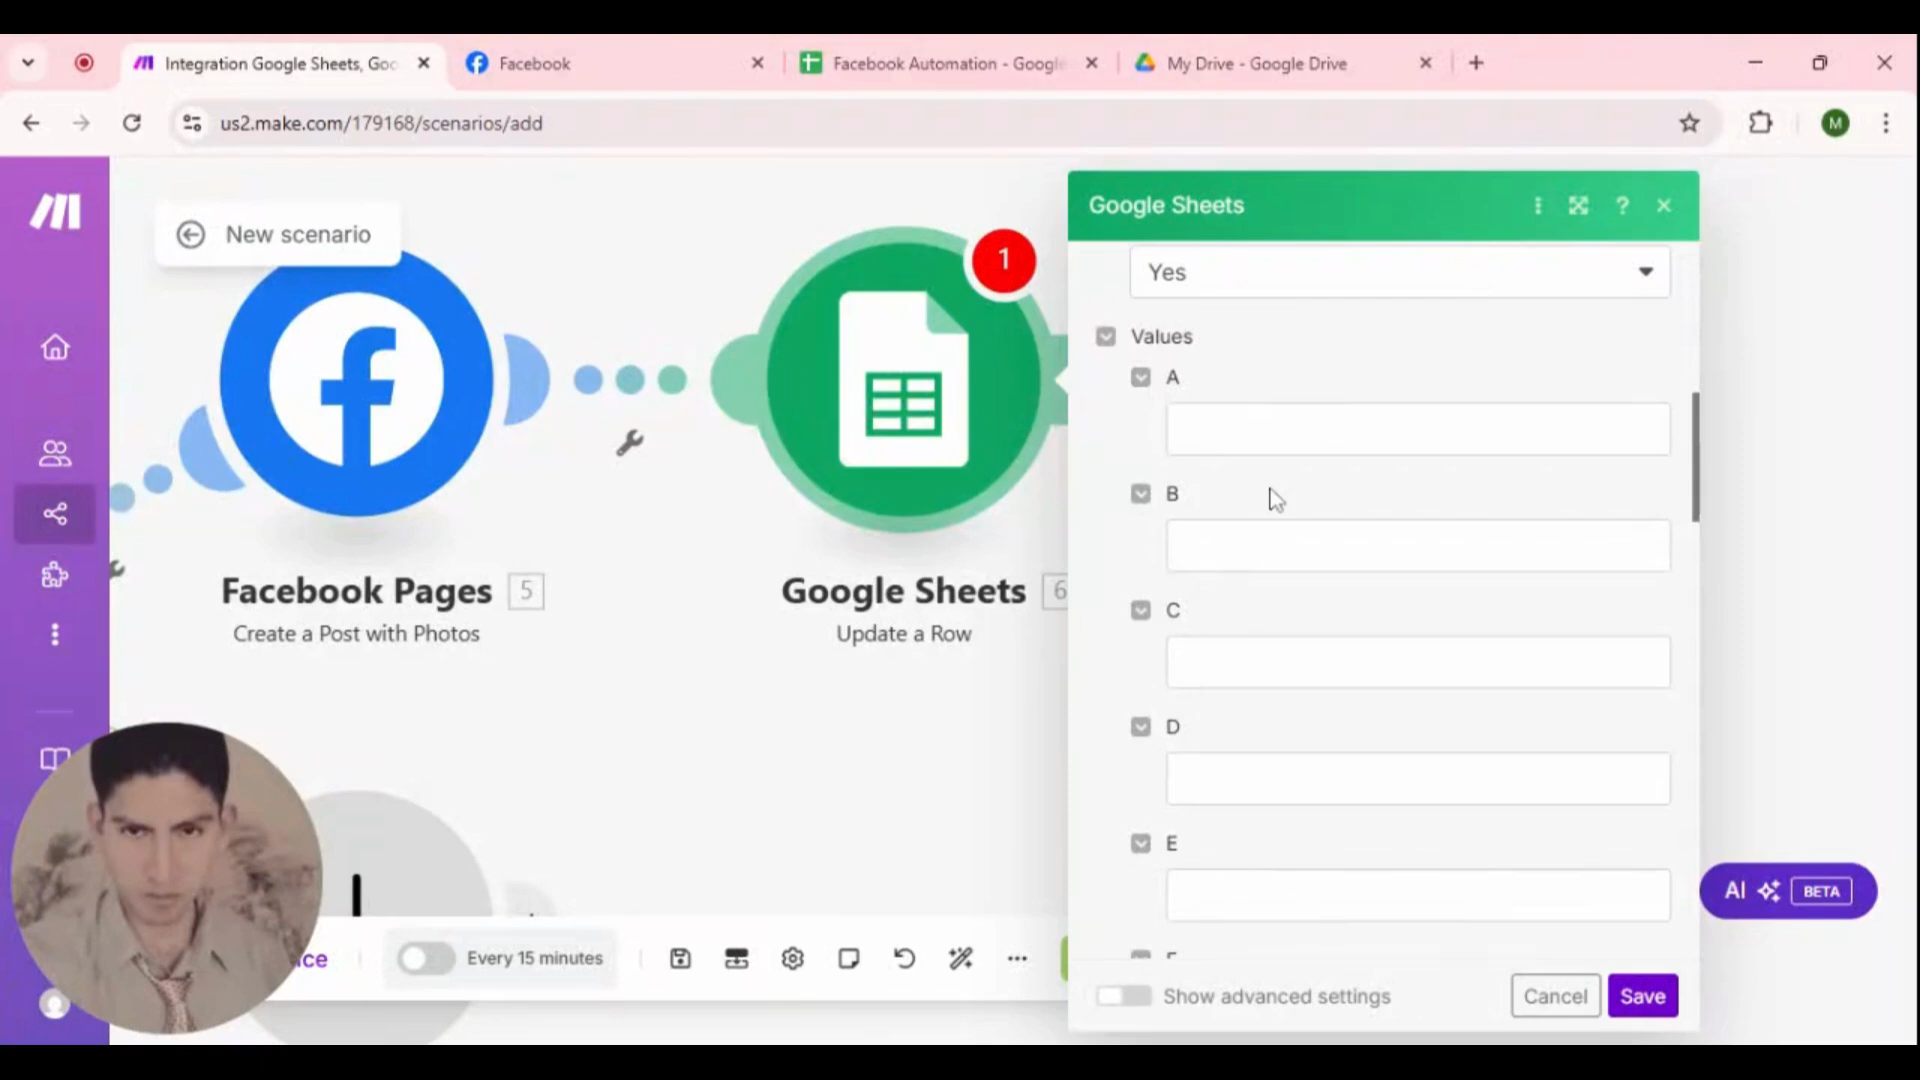 Integration Google Sheets, Goo
Facebook
Facebook Automation - Google
My Drive - Google Drive
us2.make.com/179168/scenarios/add
M
New scenario
Google Sheets
?
1
Yes
Values
A
B
C
D
E
Facebook Pages 5
Create a Post with Photos
Google Sheets 6
Update a Row
AI BETA
ce
Every 15 minutes
Show advanced settings
Cancel
Save